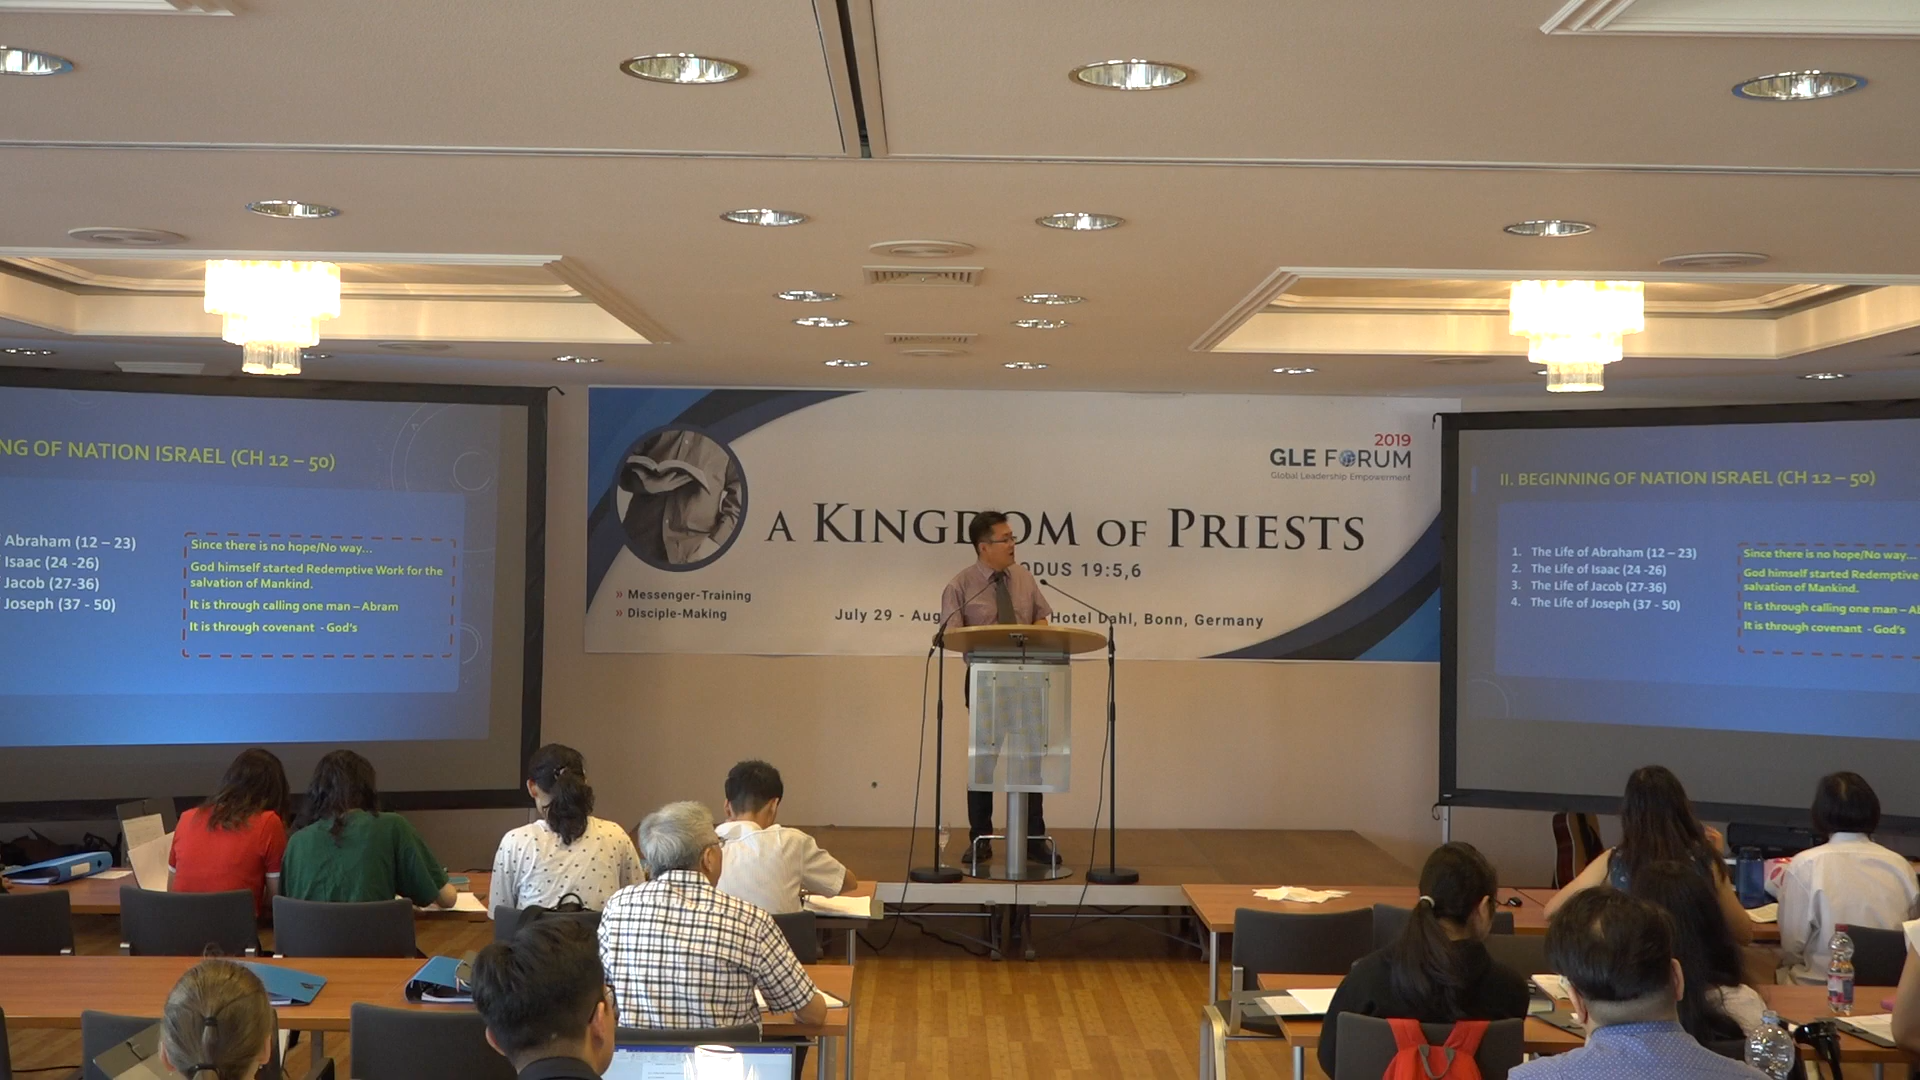 NG OF NATION ISRAEL (CH 12 – 50)
Abraham (12 – 23)
Isaac (24 -26)
Jacob (27-36)
Joseph (37 - 50)
Since there is no hope/No way...
God himself started Redemptive Work for the
salvation of Mankind.
It is through calling one man – Abram
It is through covenant - God's
2019
GLE FORUM
Global Leadership Empowerment
A KINGDOM OF PRIESTS
ODUS 19:5,6
» Messenger-Training
» Disciple-Making
July 29 - Aug Hotel Dahl, Bonn, Germany
II. BEGINNING OF NATION ISRAEL (CH 12 – 50)
1. The Life of Abraham (12 – 23)
2. The Life of Isaac (24 -26)
3. The Life of Jacob (27-36)
4. The Life of Joseph (37 - 50)
Since there is no hope/No way...
God himself started Redemptive
salvation of Mankind.
It is through calling one man – Ab
It is through covenant - God's